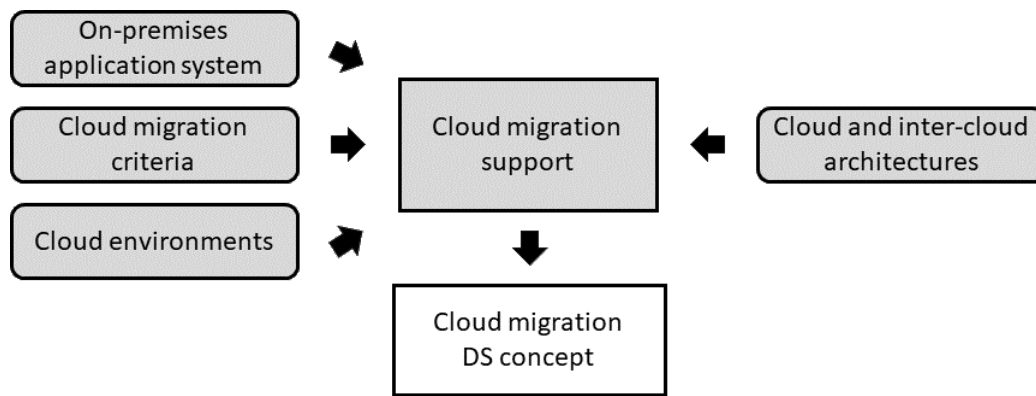 On-premises
application system
Cloud migration
criteria
Cloud environments
Cloud migration
support
Cloud and inter-cloud
architectures
Cloud migration
DS concept